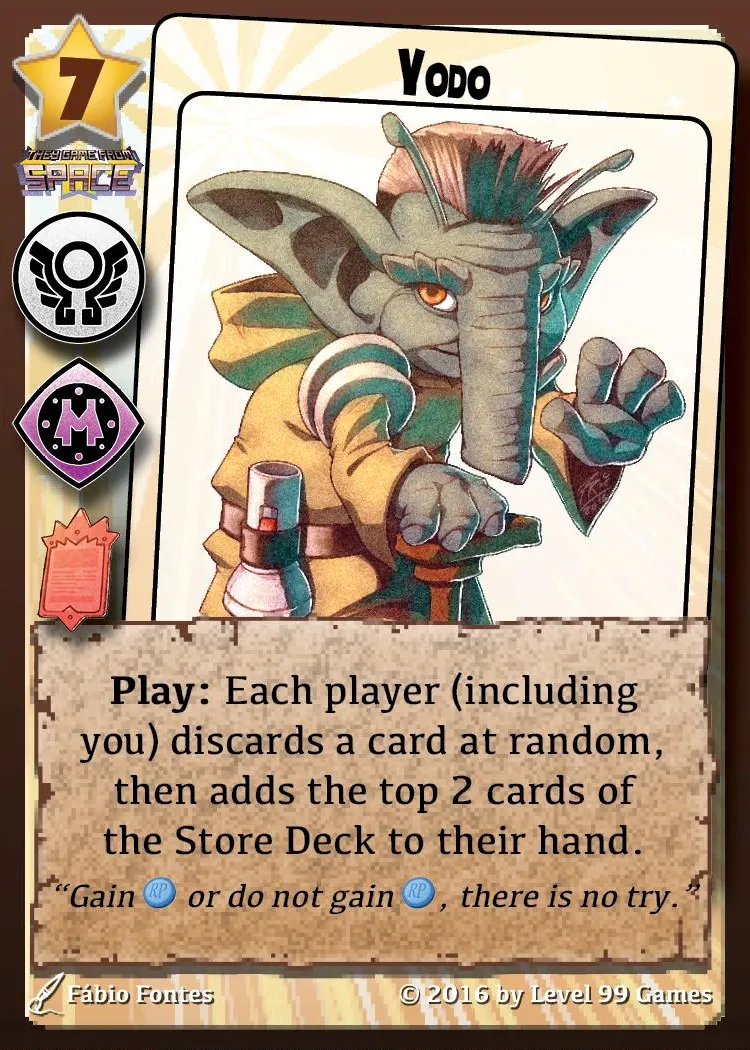 Yodo
7
THEY CAME FROM
SPACE
M
Play: Each player (including
you) discards a card at random,
then adds the top 2 cards of
the Store Deck to their hand.
“Gain RP or do not gain RP, there is no try.”
Fábio Fontes
© 2016 by Level 99 Games